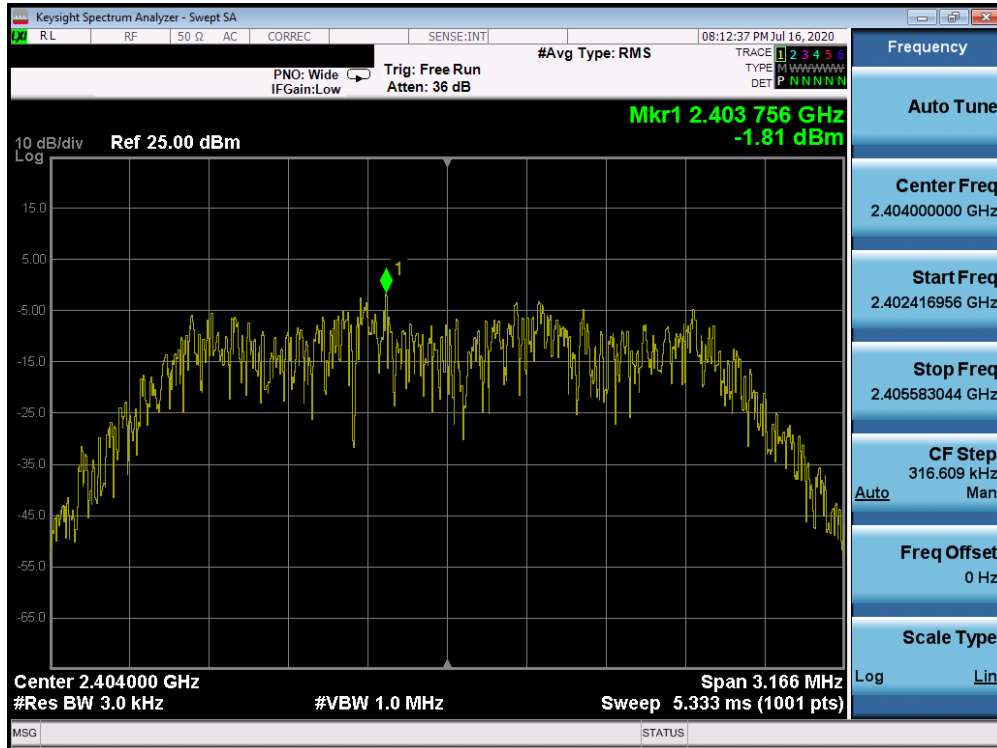 Keysight Spectrum Analyzer - Swept SA
LXI RL RF 50 Ω AC CORREC SENSE:INT 08:12:37 PM Jul 16, 2020
#Avg Type: RMS
TRACE 1 2 3 4 5 6
PNO: Wide Trig: Free Run TYPE M WWWWW
IFGain:Low Atten: 36 dB DET P N N N N N
Mkr1 2.403 756 GHz
-1.81 dBm
10 dB/div Ref 25.00 dBm
Log
15.0
1
5.00
-5.00
-15.0
-25.0
-35.0
-45.0
-55.0
-65.0
Center 2.404000 GHz Span 3.166 MHz
#Res BW 3.0 kHz #VBW 1.0 MHz Sweep 5.333 ms (1001 pts)
MSG STATUS
Frequency
Auto Tune
Center Freq
2.404000000 GHz
Start Freq
2.402416956 GHz
Stop Freq
2.405583044 GHz
CF Step
316.609 kHz
Auto Man
Freq Offset
0 Hz
Scale Type
Log Lin